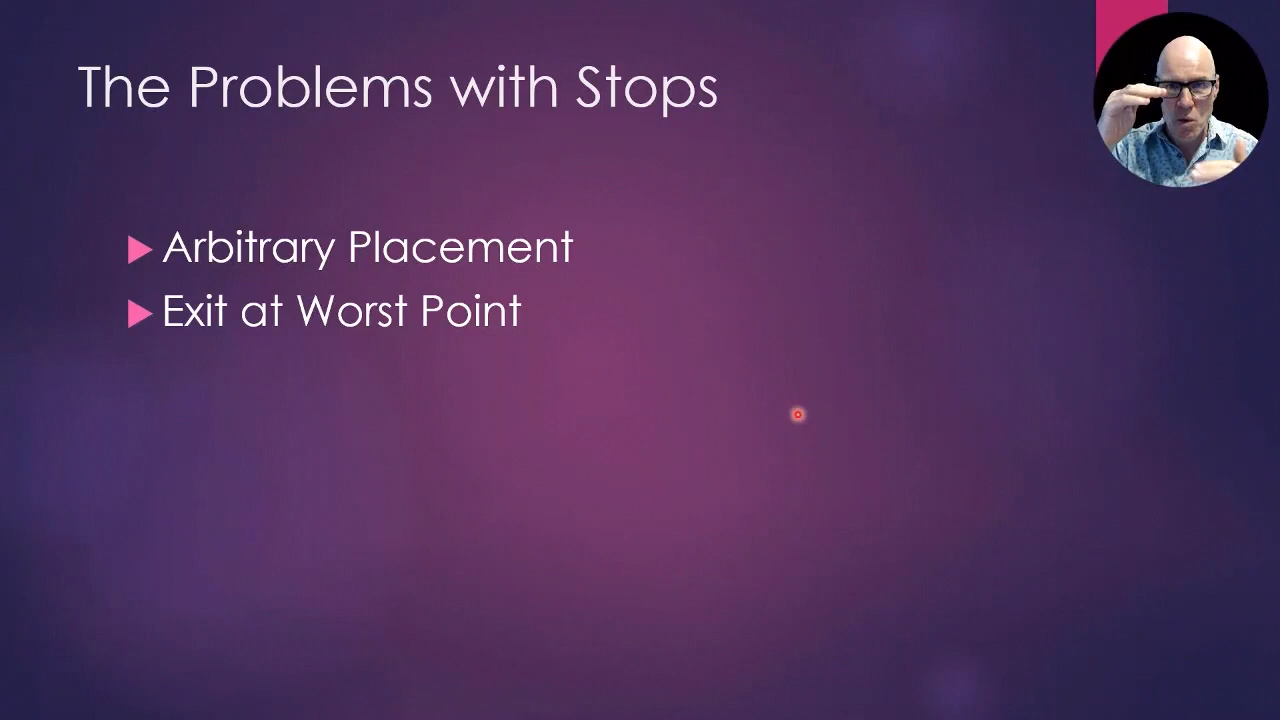 The Problems with Stops
Arbitrary Placement
Exit at Worst Point